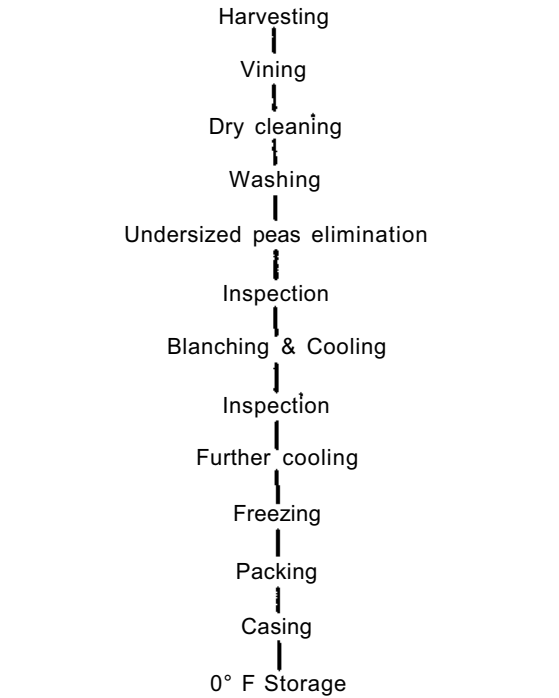 Harvesting
Vining
Dry cleaning
Washing
Undersized peas elimination
Inspection
Blanching & Cooling
Inspection
Further cooling
Freezing
Packing
Casing
0° F Storage